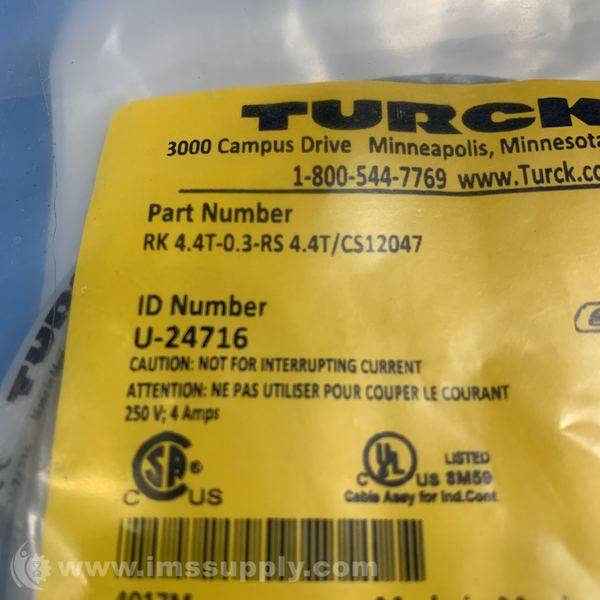 TURCK
3000 Campus Drive Minneapolis, Minnesota
1-800-544-7769 www.Turck.co
Part Number
RK 4.4T-0.3-RS 4.4T/CS12047
ID Number
U-24716
CAUTION: NOT FOR INTERRUPTING CURRENT
ATTENTION: NE PAS UTILISER POUR COUPER LE COURANT
250 V; 4 Amps
SA ®
C US
C UL US LISTED 8M59
Cable Assy for Ind.Cont.
www.imssupply.com